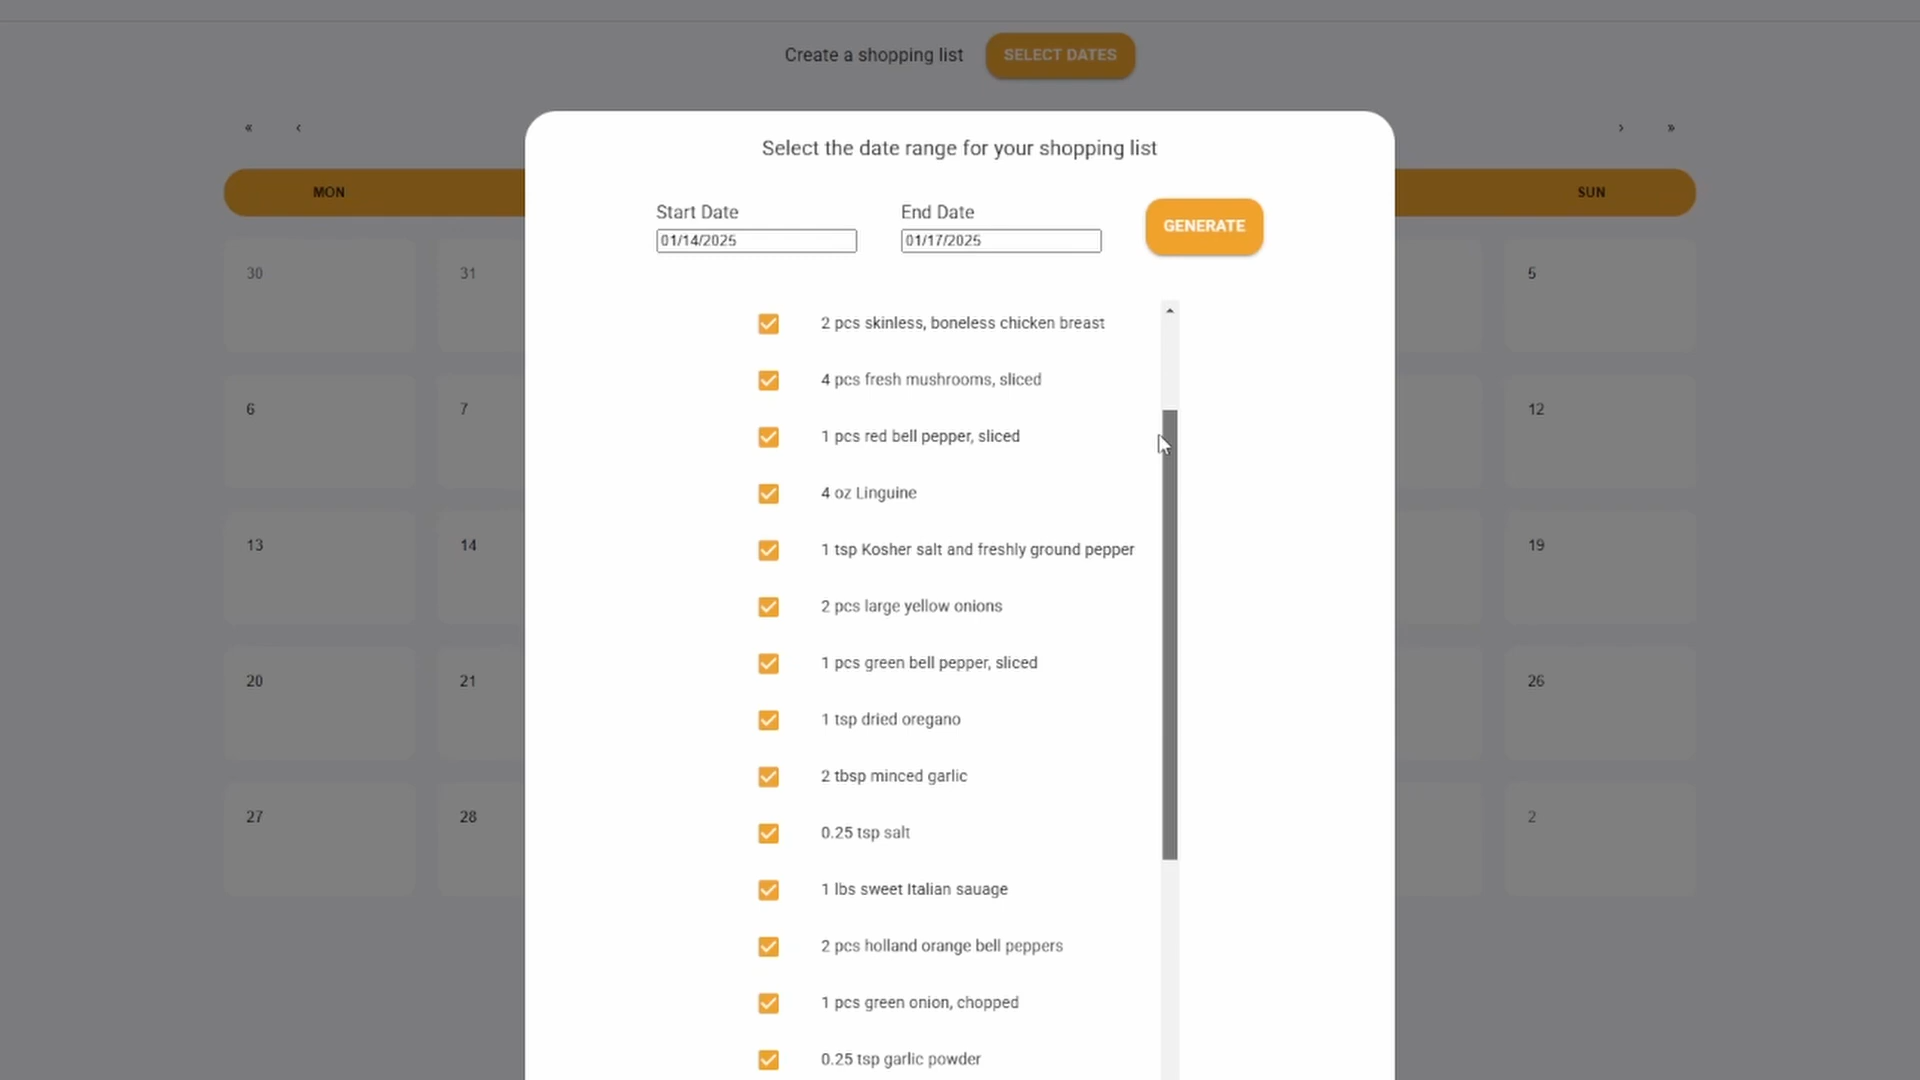 Create a shopping list SELECT DATES
« ‹ › »
Select the date range for your shopping list
MON SUN
Start Date End Date GENERATE
01/14/2025 01/17/2025
30 31 5
2 pcs skinless, boneless chicken breast
4 pcs fresh mushrooms, sliced
6 7 12
1 pcs red bell pepper, sliced
4 oz Linguine
13 14 19
1 tsp Kosher salt and freshly ground pepper
2 pcs large yellow onions
1 pcs green bell pepper, sliced
20 21 26
1 tsp dried oregano
2 tbsp minced garlic
27 28 2
0.25 tsp salt
1 lbs sweet Italian sauage
2 pcs holland orange bell peppers
1 pcs green onion, chopped
0.25 tsp garlic powder